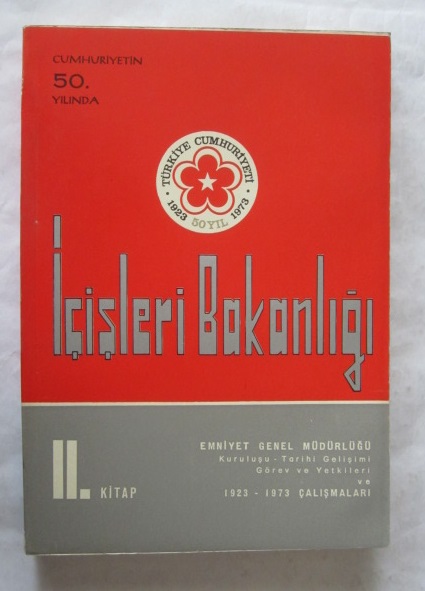 CUMHURİYETİN
50.
YILINDA
TÜRKİYE CUMHURİYETİ
1923 50 YIL 1973
İçişleri Bakanlığı
II. KİTAP
EMNİYET GENEL MÜDÜRLÜĞÜ
Kuruluşu - Tarihi Gelişimi
Görev ve Yetkileri
ve
1923 - 1973 ÇALIŞMALARI